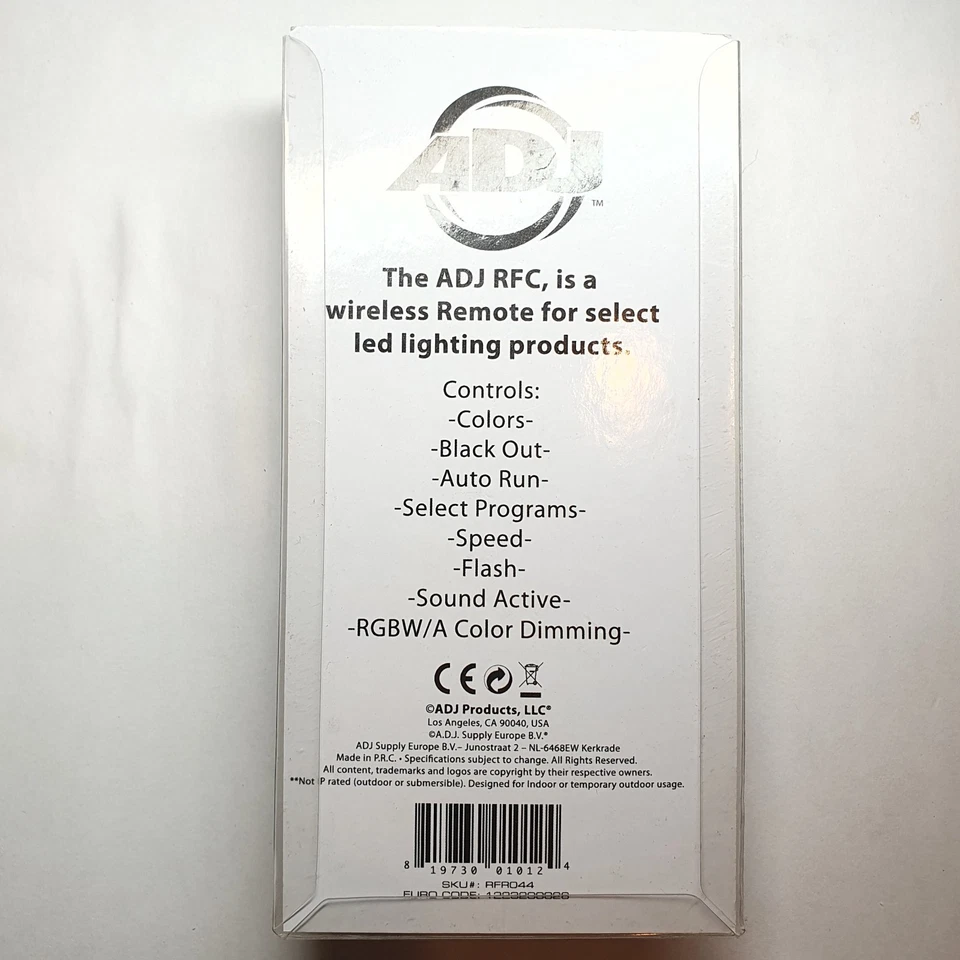 ADJ
™
The ADJ RFC, is a
wireless Remote for select
led lighting products.
Controls:
-Colors-
-Black Out-
-Auto Run-
-Select Programs-
-Speed-
-Flash-
-Sound Active-
-RGBW/A Color Dimming-
CE
©ADJ Products, LLC®
Los Angeles, CA 90040, USA
©A.D.J. Supply Europe B.V.®
ADJ Supply Europe B.V.– Junostraat 2 – NL-6468EW Kerkrade
Made in P.R.C. • Specifications subject to change. All Rights Reserved.
All content, trademarks and logos are copyright by their respective owners.
**Not IP rated (outdoor or submersible). Designed for Indoor or temporary outdoor usage.
8 19730 01012 4
SKU#: RFR044
EURO CODE: